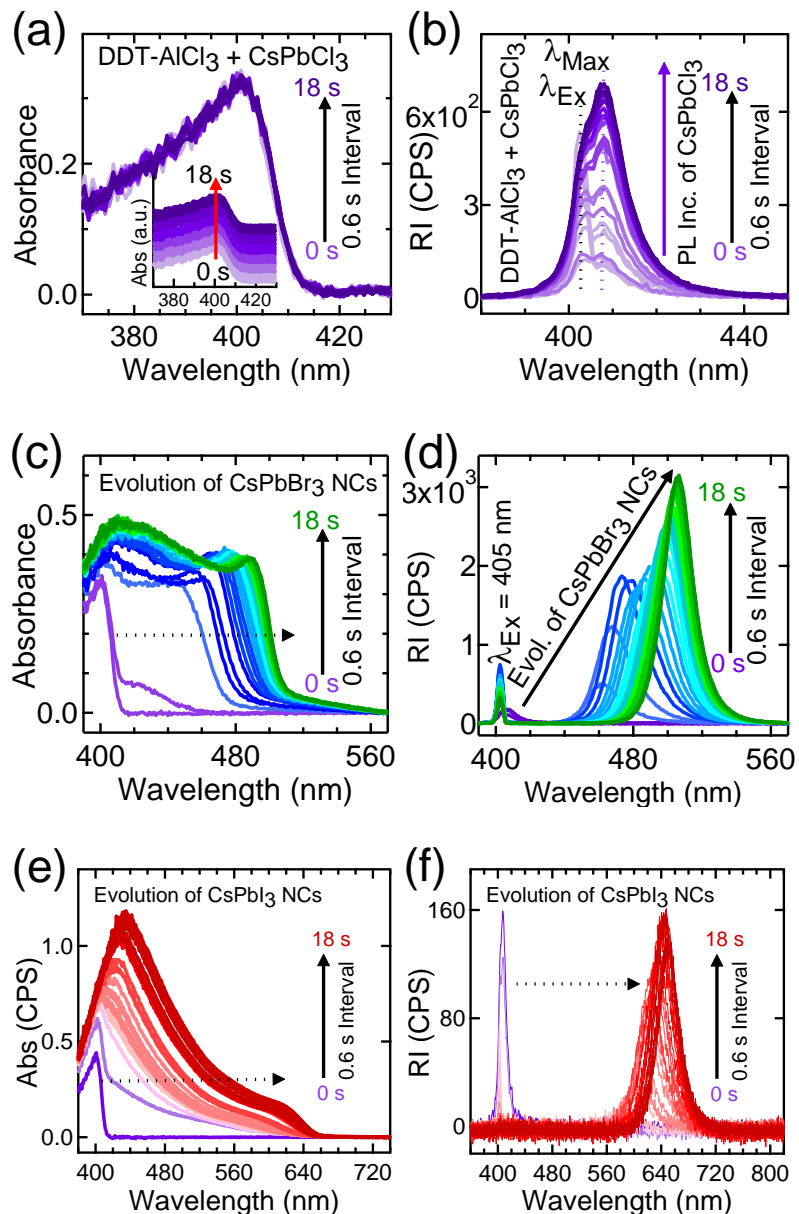 (a)
DDT-AlCl3 + CsPbCl3
18 s
0.6 s Interval
0 s
Absorbance
0.2
0.0
380 400 420
Wavelength (nm)
18 s
0 s
Abs (a.u.)
380 400 420
(b)
λMax
λEx
DDT-AlCl3 + CsPbCl3
PL Inc. of CsPbCl3
18 s
0.6 s Interval
0 s
RI (CPS)
6x10²
3
0
400 440
Wavelength (nm)
(c)
Evolution of CsPbBr3 NCs
18 s
0.6 s Interval
0 s
Absorbance
0.5
0.0
400 480 560
Wavelength (nm)
(d)
λEx = 405 nm
Evol. of CsPbBr3 NCs
18 s
0.6 s Interval
0 s
RI (CPS)
3x10³
2
1
0
400 480 560
Wavelength (nm)
(e)
Evolution of CsPbI3 NCs
18 s
0.6 s Interval
0 s
Abs (CPS)
1.0
0.5
0.0
400 480 560 640 720
Wavelength (nm)
(f)
Evolution of CsPbI3 NCs
18 s
0.6 s Interval
0 s
RI (CPS)
160
80
0
400 480 560 640 720 800
Wavelength (nm)